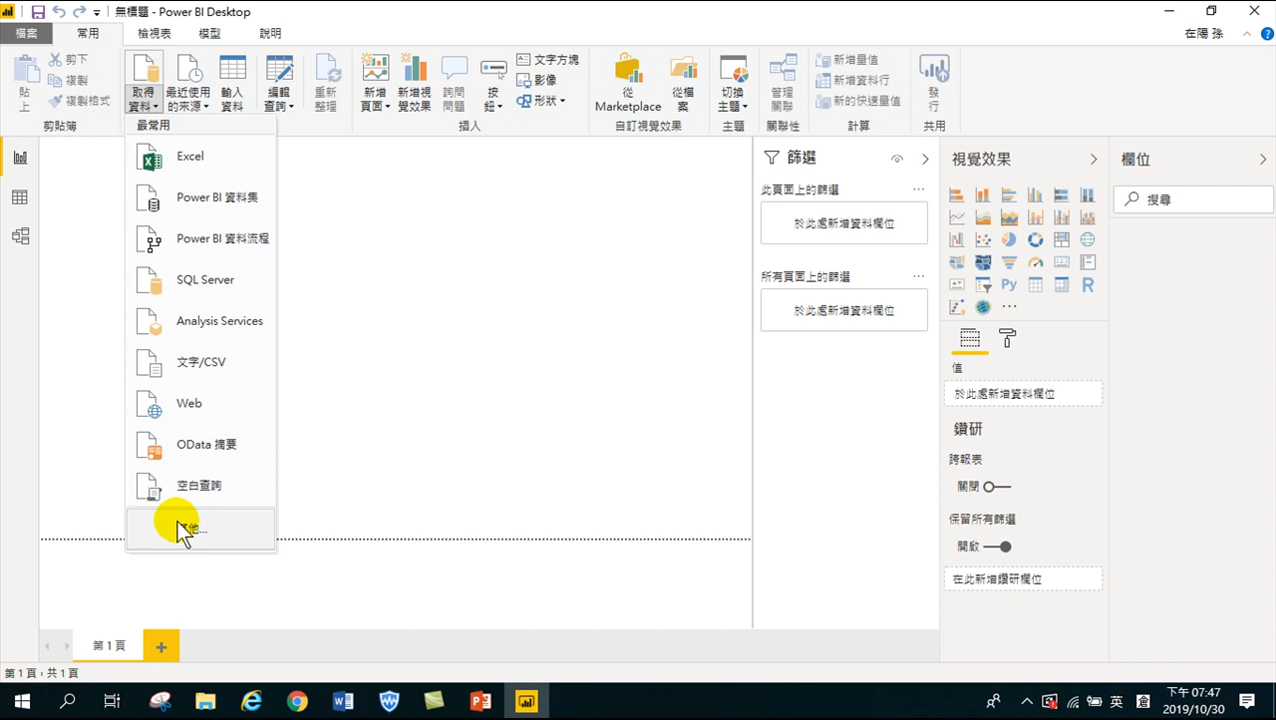 無標題 - Power BI Desktop
檔案 常用 檢視表 模型 說明 在陽 孫
貼上
剪下
複製
複製格式
剪貼簿
取得資料
最近使用的來源
輸入資料
編輯查詢
重新整理
新增頁面
新增視覺效果
詢問問題
按鈕
文字方塊
影像
形狀
插入
從 Marketplace
從檔案
自訂視覺效果
切換主題
主題
管理關聯
關聯性
新增量值
新增資料行
新的快速量值
計算
發行
共用
最常用
Excel
Power BI 資料集
Power BI 資料流程
SQL Server
Analysis Services
文字/CSV
Web
OData 摘要
空白查詢
他...
篩選
此頁面上的篩選 ...
於此處新增資料欄位
所有頁面上的篩選 ...
於此處新增資料欄位
視覺效果
Py
R
...
值
於此處新增資料欄位
鑽研
跨報表
關閉
保留所有篩選
開啟
在此新增鑽研欄位
欄位
搜尋
第 1 頁
第 1 頁，共 1 頁
英
倉
下午 07:47
2019/10/30